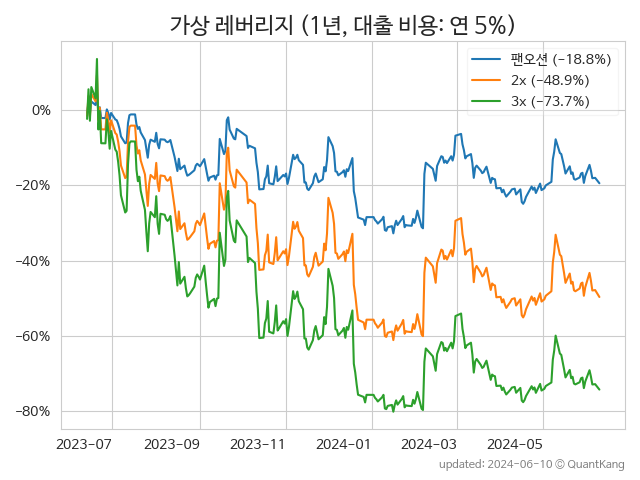 가상 레버리지 (1년, 대출 비용: 연 5%)
팬오션 (−18.8%)
2x (−48.9%)
3x (−73.7%)
0%
−20%
−40%
−60%
−80%
2023−07 2023−09 2023−11 2024−01 2024−03 2024−05
updated: 2024−06−10 © QuantKang